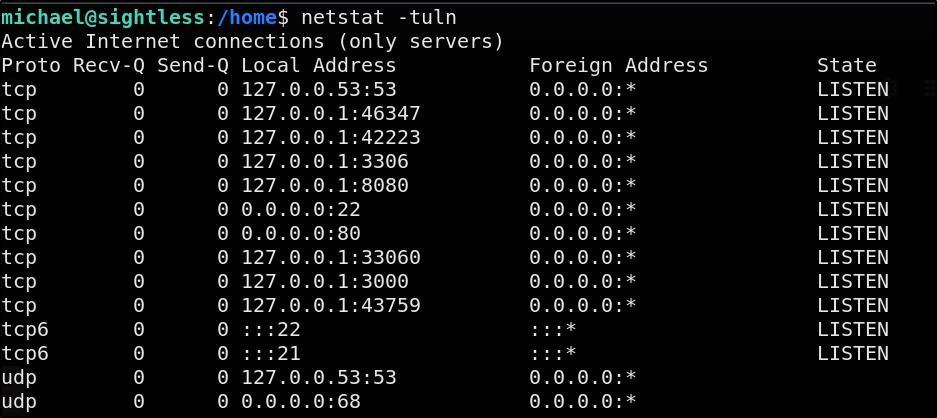 michael@sightless:/home$ netstat -tuln
Active Internet connections (only servers)
Proto Recv-Q Send-Q Local Address           Foreign Address         State
tcp        0      0 127.0.0.53:53           0.0.0.0:*               LISTEN
tcp        0      0 127.0.0.1:46347         0.0.0.0:*               LISTEN
tcp        0      0 127.0.0.1:42223         0.0.0.0:*               LISTEN
tcp        0      0 127.0.0.1:3306          0.0.0.0:*               LISTEN
tcp        0      0 127.0.0.1:8080          0.0.0.0:*               LISTEN
tcp        0      0 0.0.0.0:22              0.0.0.0:*               LISTEN
tcp        0      0 0.0.0.0:80              0.0.0.0:*               LISTEN
tcp        0      0 127.0.0.1:33060         0.0.0.0:*               LISTEN
tcp        0      0 127.0.0.1:3000          0.0.0.0:*               LISTEN
tcp        0      0 127.0.0.1:43759         0.0.0.0:*               LISTEN
tcp6       0      0 :::22                   :::*                    LISTEN
tcp6       0      0 :::21                   :::*                    LISTEN
udp        0      0 127.0.0.53:53           0.0.0.0:*
udp        0      0 0.0.0.0:68              0.0.0.0:*